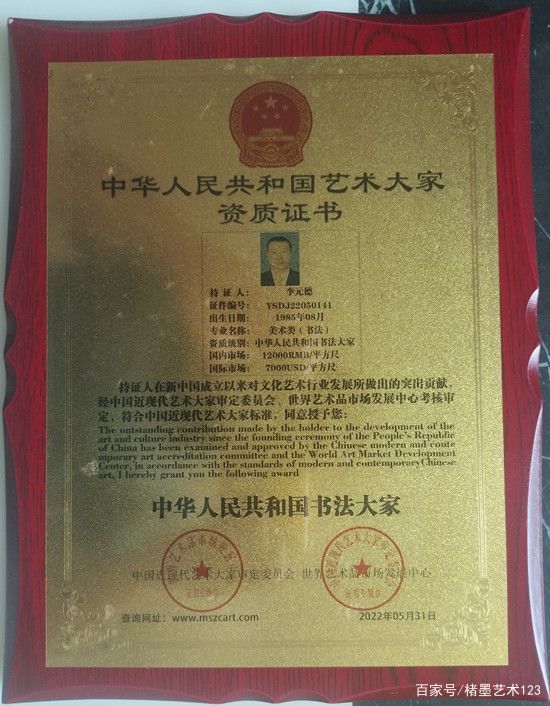 中华人民共和国艺术大家
资质证书
持 证 人： 李元德
证件编号： YSDJ22050141
出生日期： 1985年08月
专业名称： 美术类（书法）
资质级别：中华人民共和国书法大家
国内市场： 12000RMB/平方尺
国际市场： 7000USD/平方尺
持证人在新中国成立以来对文化艺术行业发展所做出的突出贡献，
经中国近现代艺术大家审定委员会、世界艺术品市场发展中心考核审
定、符合中国近现代艺术大家标准，同意授予您：
The outstanding contribution made by the holder to the development of the
art and culture industry since the founding ceremony of the People's Republic
of China has been examined and approved by the Chinese modern and conte
mporary art accreditation committee and the World Art Market Development
Center, in accordance with the standards of modern and contemporaryChinese
art, I hereby grant you the following award
中华人民共和国书法大家
中国近现代艺术大家审定委员会 世界艺术品市场发展中心
证书专用章 证书专用章
查询网址：www.mszcart.com 2022年05月31日
百家号/楮墨艺术123